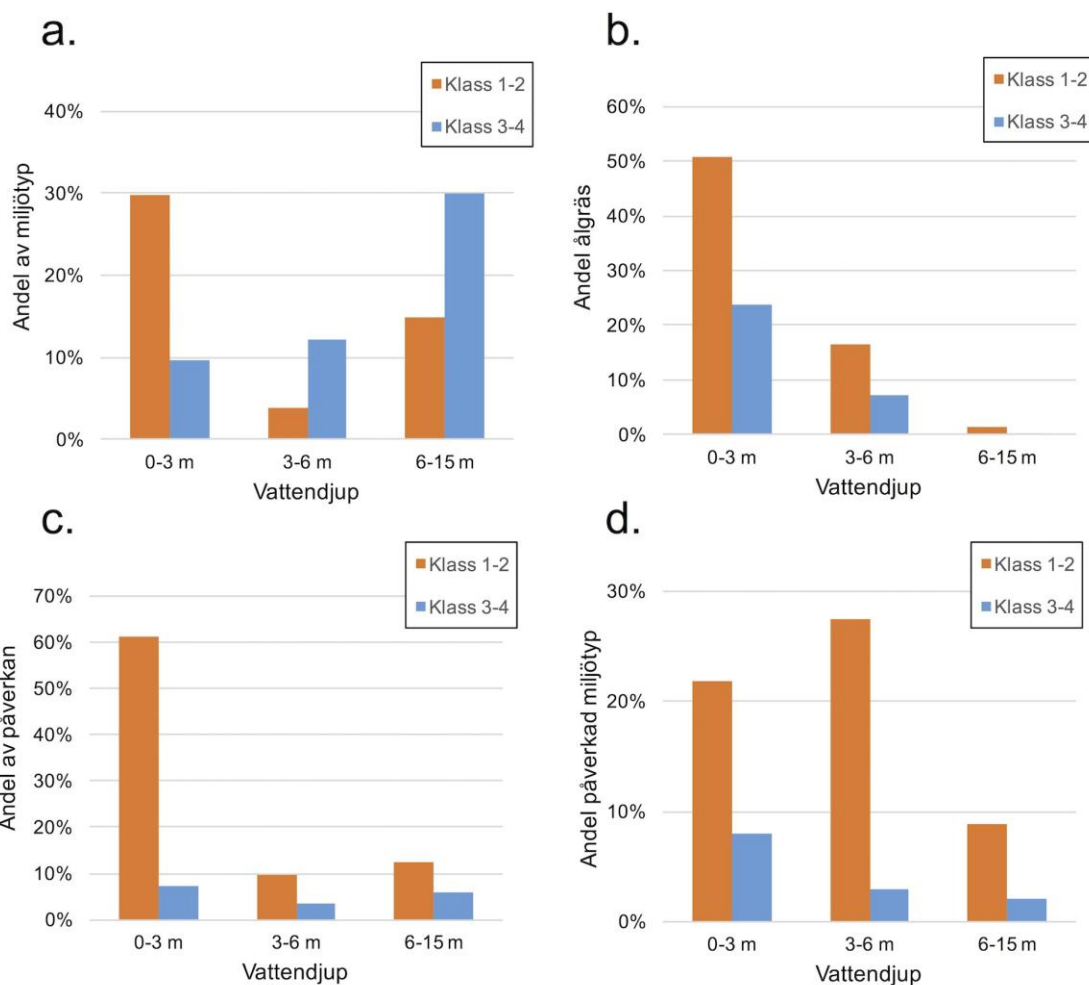 a.
Klass 1-2
Klass 3-4
Andel av miljötyp
40%
30%
20%
10%
0%
0-3 m 3-6 m 6-15 m
Vattendjup
b.
Klass 1-2
Klass 3-4
Andel ålgräs
60%
50%
40%
30%
20%
10%
0%
0-3 m 3-6 m 6-15 m
Vattendjup
c.
Klass 1-2
Klass 3-4
Andel av påverkan
70%
60%
50%
40%
30%
20%
10%
0%
0-3 m 3-6 m 6-15 m
Vattendjup
d.
Klass 1-2
Klass 3-4
Andel påverkad miljötyp
30%
20%
10%
0%
0-3 m 3-6 m 6-15 m
Vattendjup